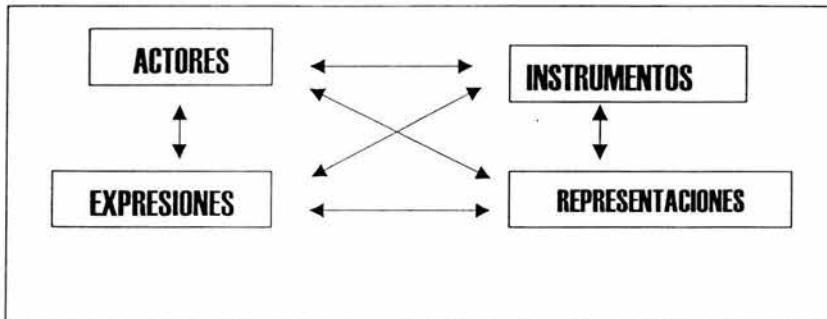 ACTORES
INSTRUMENTOS
EXPRESIONES
REPRESENTACIONES